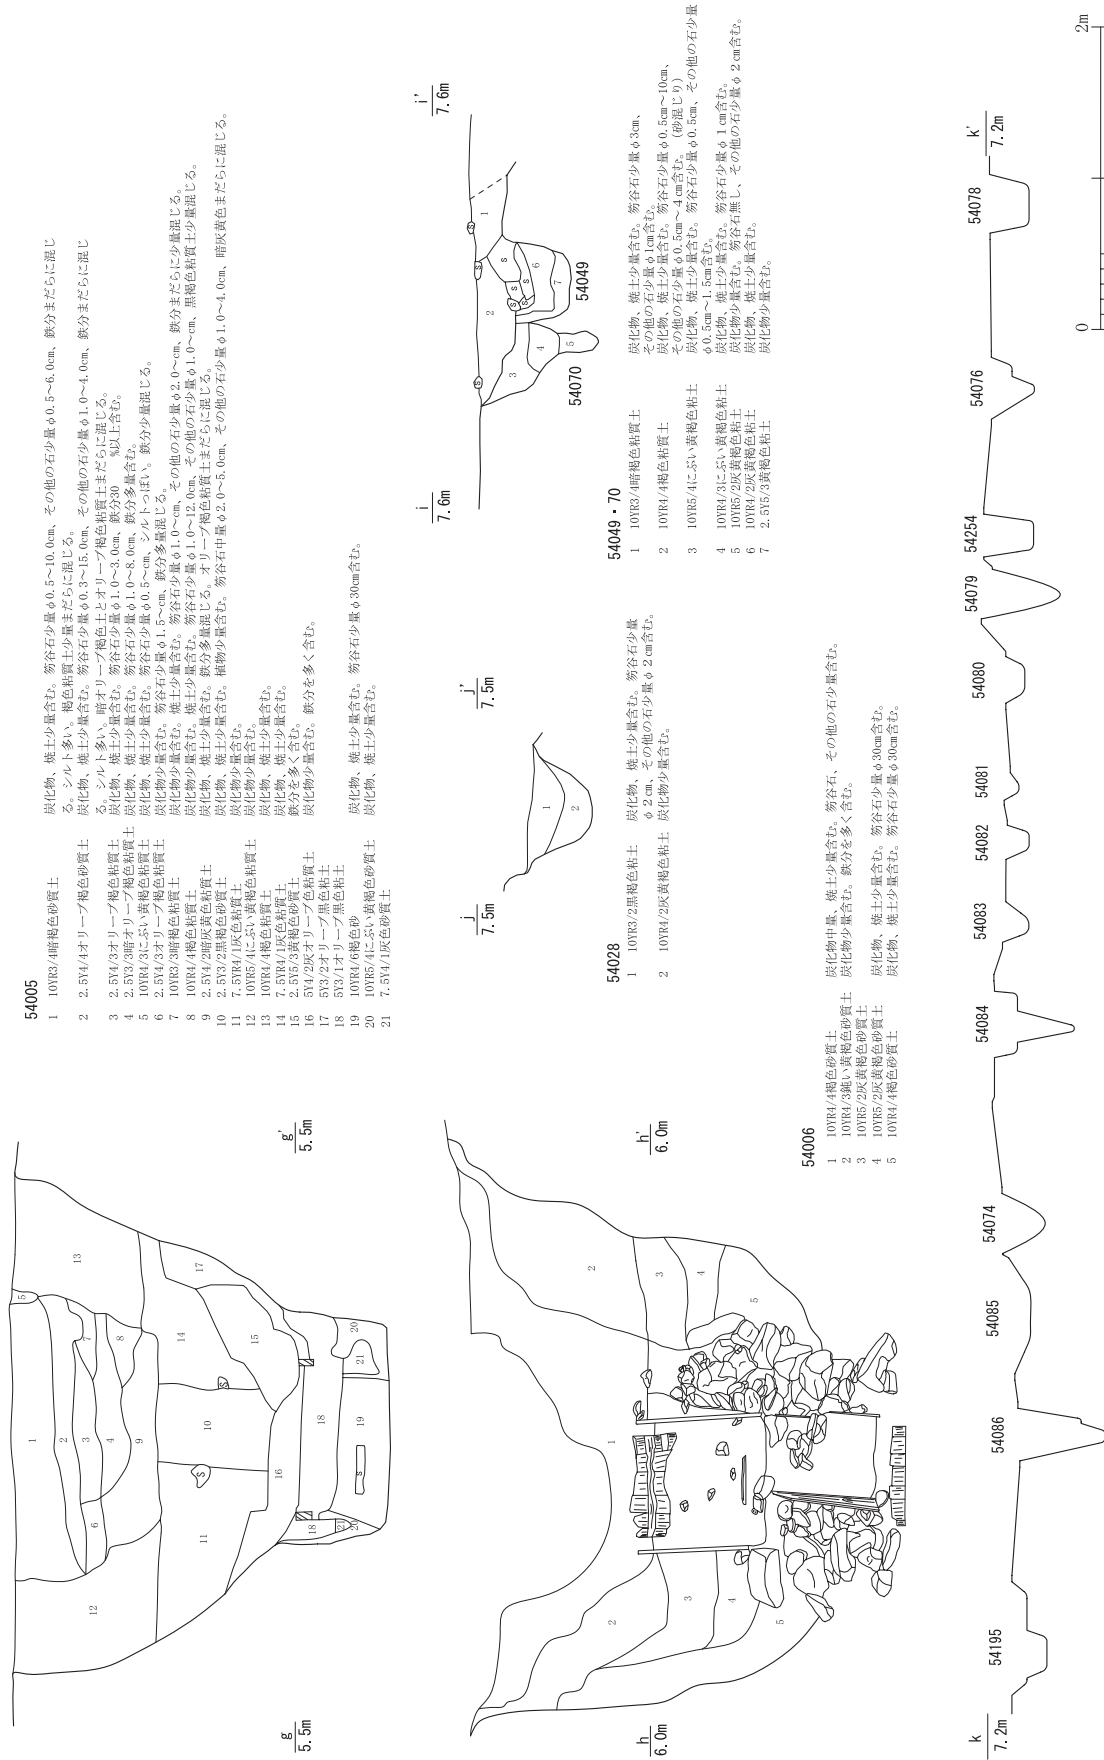 g
5.5m
g'
5.5m
1
2
3
4
5
6
7
8
9
10
11
12
13
14
15
16
17
18
18
19
20
20
21
21
S
S
S
54005
1 10YR3/4暗褐色砂質土 炭化物、焼土少量含む。笏谷石少量φ0.5~10.0cm、その他の石少量φ0.5~6.0cm、鉄分まだらに混じ
る。シルト多い。褐色粘質土少量まだらに混じる。
2 2.5Y4/4オリーブ褐色砂質土 炭化物、焼土少量含む。笏谷石少量φ0.3~15.0cm、その他の石少量φ1.0~4.0cm、鉄分まだらに混じ
る。シルト多い。暗オリーブ褐色土とオリーブ褐色粘質土まだらに混じる。
3 2.5Y4/3オリーブ褐色粘質土 炭化物、焼土少量含む。笏谷石少量φ1.0~3.0cm、鉄分30 %以上含む。
4 2.5Y3/3暗オリーブ褐色粘質土 炭化物、焼土少量含む。笏谷石少量φ1.0~8.0cm、鉄分多量含む。
5 10YR4/3にぶい黄褐色粘質土 炭化物、焼土少量含む。笏谷石少量φ0.5~cm、シルトっぽい。鉄分少量混じる。
6 2.5Y4/3オリーブ褐色粘質土 炭化物少量含む。笏谷石少量φ1.5~cm、鉄分多量混じる。
7 10YR3/3暗褐色粘質土 炭化物少量含む。焼土少量含む。笏谷石少量φ1.0~cm、その他の石少量φ2.0~cm、鉄分まだらに少量混じる。
8 10YR4/4褐色粘質土 炭化物少量含む。焼土少量含む。笏谷石少量φ1.0~12.0cm、その他の石少量φ1.0~cm、黒褐色粘質土少量混じる。
9 2.5Y4/2暗灰黄色粘質土 炭化物、焼土少量含む。鉄分多量混じる。オリーブ褐色粘質土まだらに混じる。
10 2.5Y3/2黒褐色砂質土 炭化物、焼土少量含む。植物少量含む。笏谷石中量φ2.0~5.0cm、その他の石少量φ1.0~4.0cm、暗灰黄色まだらに混じる。
11 7.5YR4/1灰色粘質土 炭化物少量含む。
12 10YR5/4にぶい黄褐色粘質土 炭化物少量含む。
13 10YR4/4褐色粘質土 炭化物、焼土少量含む。
14 7.5YR4/1灰色粘質土 炭化物、焼土少量含む。
15 2.5Y5/3黄褐色砂質土 鉄分を多く含む。
16 5Y4/2灰オリーブ色粘質土 炭化物少量含む。鉄分を多く含む。
17 5Y3/2オリーブ黒色粘土
18 5Y3/1オリーブ黒色粘土
19 10YR4/6褐色砂
20 10YR5/4にぶい黄褐色砂質土 炭化物、焼土少量含む。笏谷石少量φ30cm含む。
21 7.5Y4/1灰色砂質土 炭化物、焼土少量含む。
h
6.0m
h'
6.0m
1
2
2
3
3
4
4
5
5
j
7.5m
j'
7.5m
1
2
i
7.6m
i'
7.6m
1
2
3
4
5
6
7
S
S
S
S
S
S
S
S
54070
54049
54028
1 10YR3/2黒褐色粘土 炭化物、焼土少量含む。笏谷石少量
φ2cm、その他の石少量φ2cm含む。
2 10YR4/2灰黄褐色粘土 炭化物少量含む。
54049・70
1 10YR3/4暗褐色粘質土 炭化物、焼土少量含む。笏谷石少量φ3cm、
その他の石少量φ1cm含む。
2 10YR4/4褐色粘質土 炭化物、焼土少量含む。笏谷石少量φ0.5cm~10cm、
その他の石少量φ0.5cm~4cm含む。(砂混じり)
3 10YR5/4にぶい黄褐色粘土 炭化物、焼土少量含む。笏谷石少量φ0.5cm、その他の石少量
φ0.5cm~1.5cm含む。
4 10YR4/3にぶい黄褐色粘土 炭化物、焼土少量含む。笏谷石少量φ1cm含む。
5 10YR5/2灰黄褐色粘土 炭化物少量含む。笏谷石無し、その他の石少量φ2cm含む。
6 10YR4/2灰黄褐色粘土 炭化物、焼土少量含む。
7 2.5Y5/3黄褐色粘土 炭化物少量含む。
54006
1 10YR4/4褐色砂質土 炭化物中量、焼土少量含む。笏谷石、その他の石少量含む。
2 10YR4/3鈍い黄褐色砂質土 炭化物少量含む。鉄分を多く含む。
3 10YR5/2灰黄褐色砂質土
4 10YR5/2灰黄褐色砂質土 炭化物、焼土少量含む。笏谷石少量φ30cm含む。
5 10YR4/4褐色砂質土 炭化物、焼土少量含む。笏谷石少量φ30cm含む。
k
7.2m
54195
54086
54085
54074
54084
54083
54082
54081
54080
54079
54254
54076
54078
k'
7.2m
0
2m